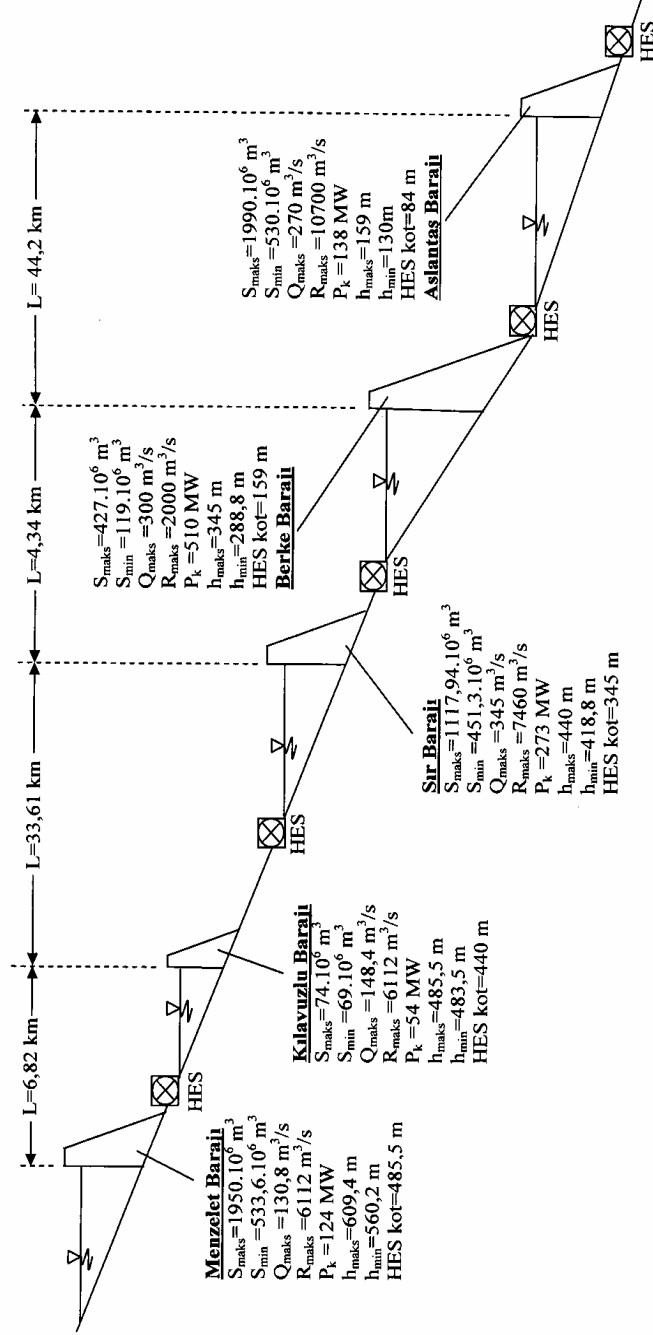 L=6,82 km
L=33,61 km
L=4,34 km
L= 44,2 km
Menzelet Barajı
Smaks=1950.10⁶ m³
Smin =533,6.10⁶ m³
Qmaks =130,8 m³/s
Rmaks =6112 m³/s
Pk =124 MW
hmaks=609,4 m
hmin=560,2 m
HES kot=485.5 m
HES
Kılavuzlu Barajı
Smaks=74.10⁶ m³
Smin =69.10⁶ m³
Qmaks =148,4 m³/s
Rmaks =6112 m³/s
Pk =54 MW
hmaks=485,5 m
hmin=483,5 m
HES kot=440 m
HES
Sır Barajı
Smaks=1117,94.10⁶ m³
Smin =451,3.10⁶ m³
Qmaks =345 m³/s
Rmaks=7460 m³/s
Pk =273 MW
hmaks=440 m
hmin=418,8 m
HES kot=345 m
HES
Smaks=427.10⁶ m³
Smin =119.10⁶ m³
Qmaks =300 m³/s
Rmaks=2000 m³/s
Pk =510 MW
hmaks=345 m
hmin=288,8 m
HES kot=159 m
Berke Barajı
HES
Smaks=1990.10⁶ m³
Smin =530.10⁶ m³
Qmaks =270 m³/s
Rmaks =10700 m³/s
Pk =138 MW
hmaks=159 m
hmin=130m
HES kot=84 m
Aslantaş Barajı
HES